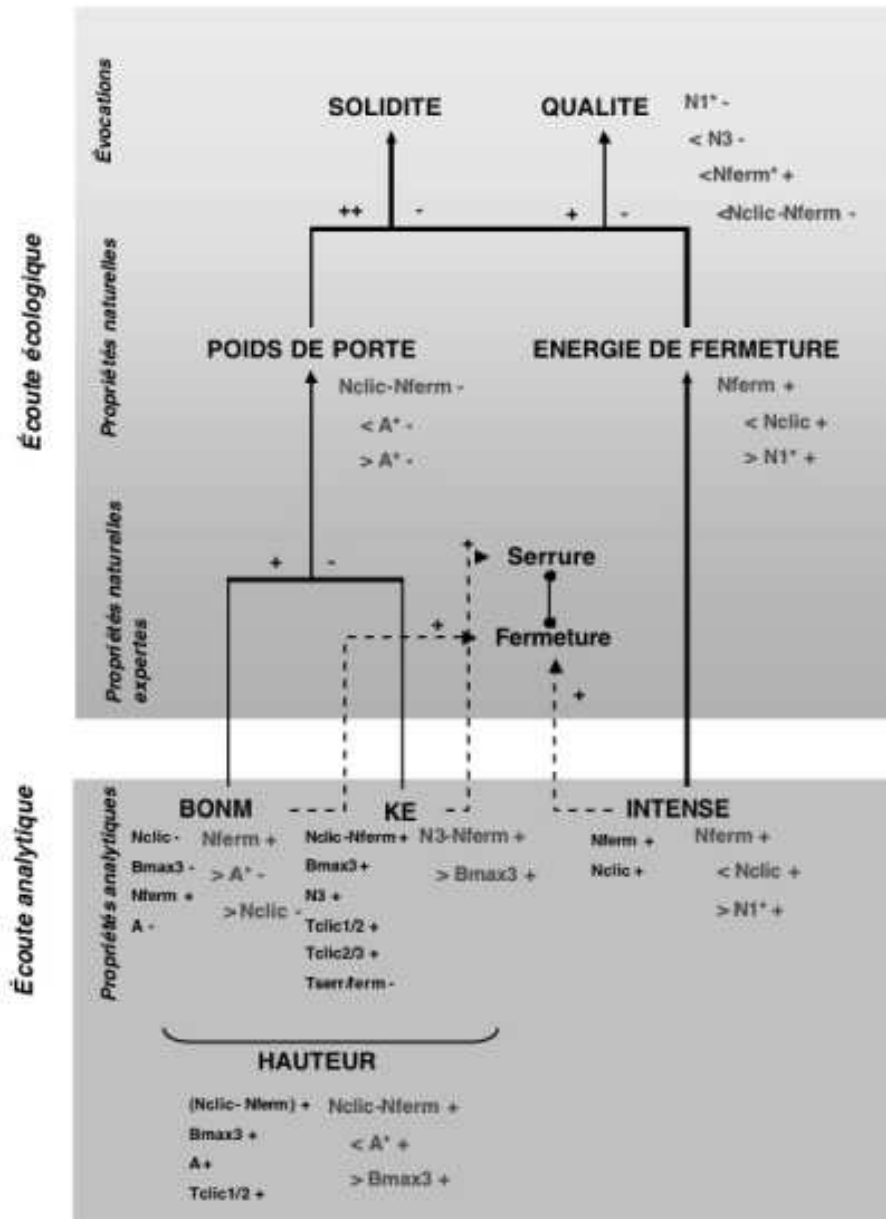 Écoute écologique
Évocations
SOLIDITE
QUALITE
N1* -
< N3 -
<Nferm* +
<Nclic-Nferm -
++
-
+
-
Propriétés naturelles
POIDS DE PORTE
Nclic-Nferm -
< A* -
> A* -
ENERGIE DE FERMETURE
Nferm +
< Nclic +
> N1* +
Propriétés naturelles
expertes
+
-
+
Serrure
+
Fermeture
+
Écoute analytique
Propriétés analytiques
BONM
Nclic -
Bmax3 -
Nferm +
A -
Nferm +
> A* -
> Nclic -
KE
Nclic-Nferm +
Bmax3 +
N3 +
Tclic1/2 +
Tclic2/3 +
Tserr/ferm -
N3-Nferm +
> Bmax3 +
INTENSE
Nferm +
Nclic +
Nferm +
< Nclic +
> N1* +
HAUTEUR
(Nclic- Nferm) +
Bmax3 +
A +
Tclic1/2 +
Nclic-Nferm +
< A* +
> Bmax3 +